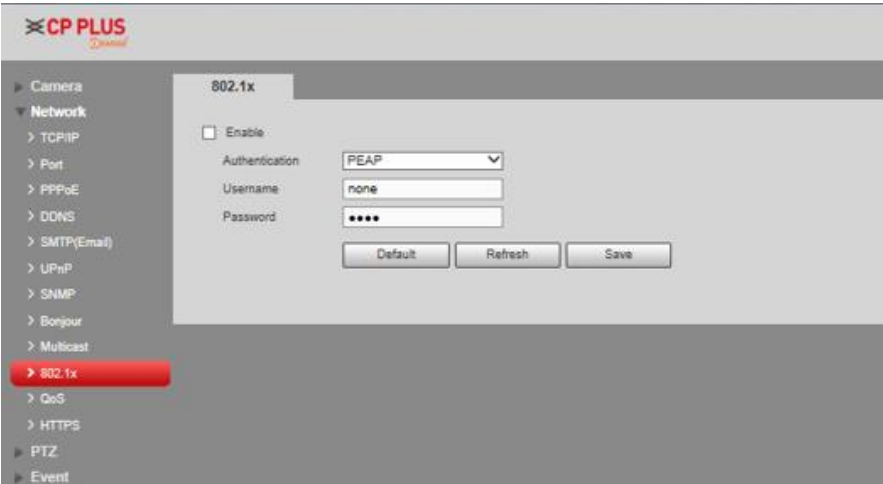 CP PLUS
Camera
Network
TCP/IP
Port
PPPoE
DDNS
SMTP(Email)
UPnP
SNMP
Bonjour
Multicast
802.1x
QoS
HTTPS
PTZ
Event
802.1x
Enable
Authentication PEAP
Username none
Password ••••
Default Refresh Save